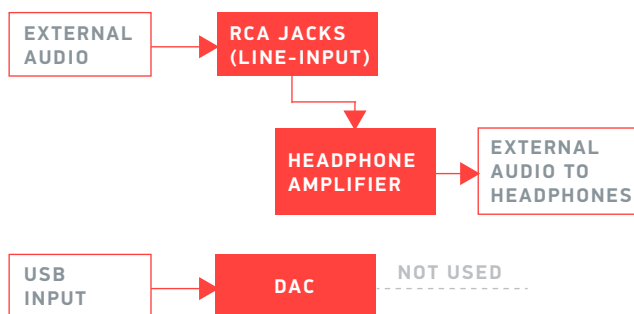 EXTERNAL
AUDIO
RCA JACKS
(LINE-INPUT)
HEADPHONE
AMPLIFIER
EXTERNAL
AUDIO TO
HEADPHONES
USB
INPUT
DAC
NOT USED